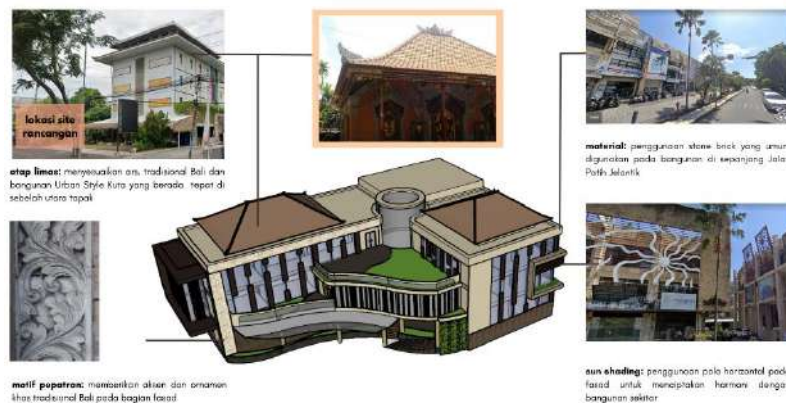 lokasi site
rancangan
atap limas: menyesuaikan ars. tradisional Bali dan
bangunan Urban Style Kuta yang berada tepat di
sebelah utara tapak
material: penggunaan stone brick yang umum
digunakan pada bangunan di sepanjang Jalan
Patih Jelantik
motif pepatran: memberikan aksen dan ornamen
khas tradisional Bali pada bagian fasad
sun shading: penggunaan pola horizontal pada
fasad untuk menciptakan harmoni dengan
bangunan sekitar